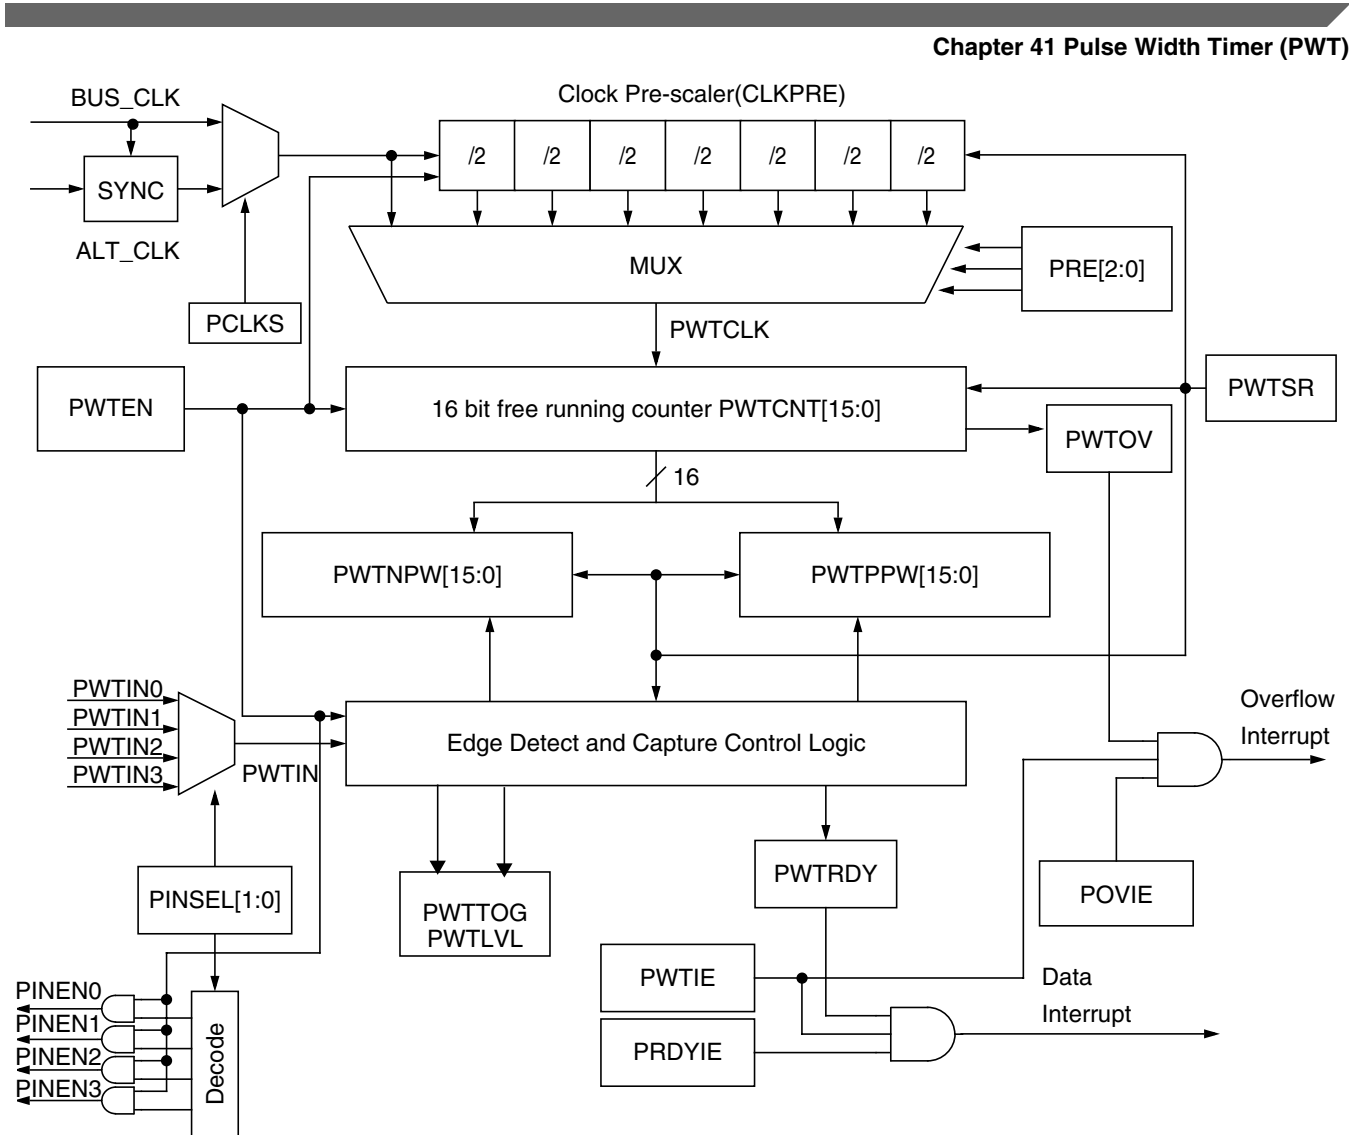 Chapter 41 Pulse Width Timer (PWT)
BUS_CLK
Clock Pre-scaler(CLKPRE)
/2 /2 /2 /2 /2 /2 /2
SYNC
ALT_CLK
MUX
PRE[2:0]
PCLKS
PWTCLK
PWTEN
16 bit free running counter PWTCNT[15:0]
PWTSR
PWTOV
16
PWTNPW[15:0]
PWTPPW[15:0]
PWTIN0
PWTIN1
PWTIN2
PWTIN3
PWTIN
Edge Detect and Capture Control Logic
Overflow
Interrupt
PINSEL[1:0]
PWTTOG
PWTLVL
PWTRDY
POVIE
PWTIE
Data
Interrupt
PRDYIE
PINEN0
PINEN1
PINEN2
PINEN3
Decode